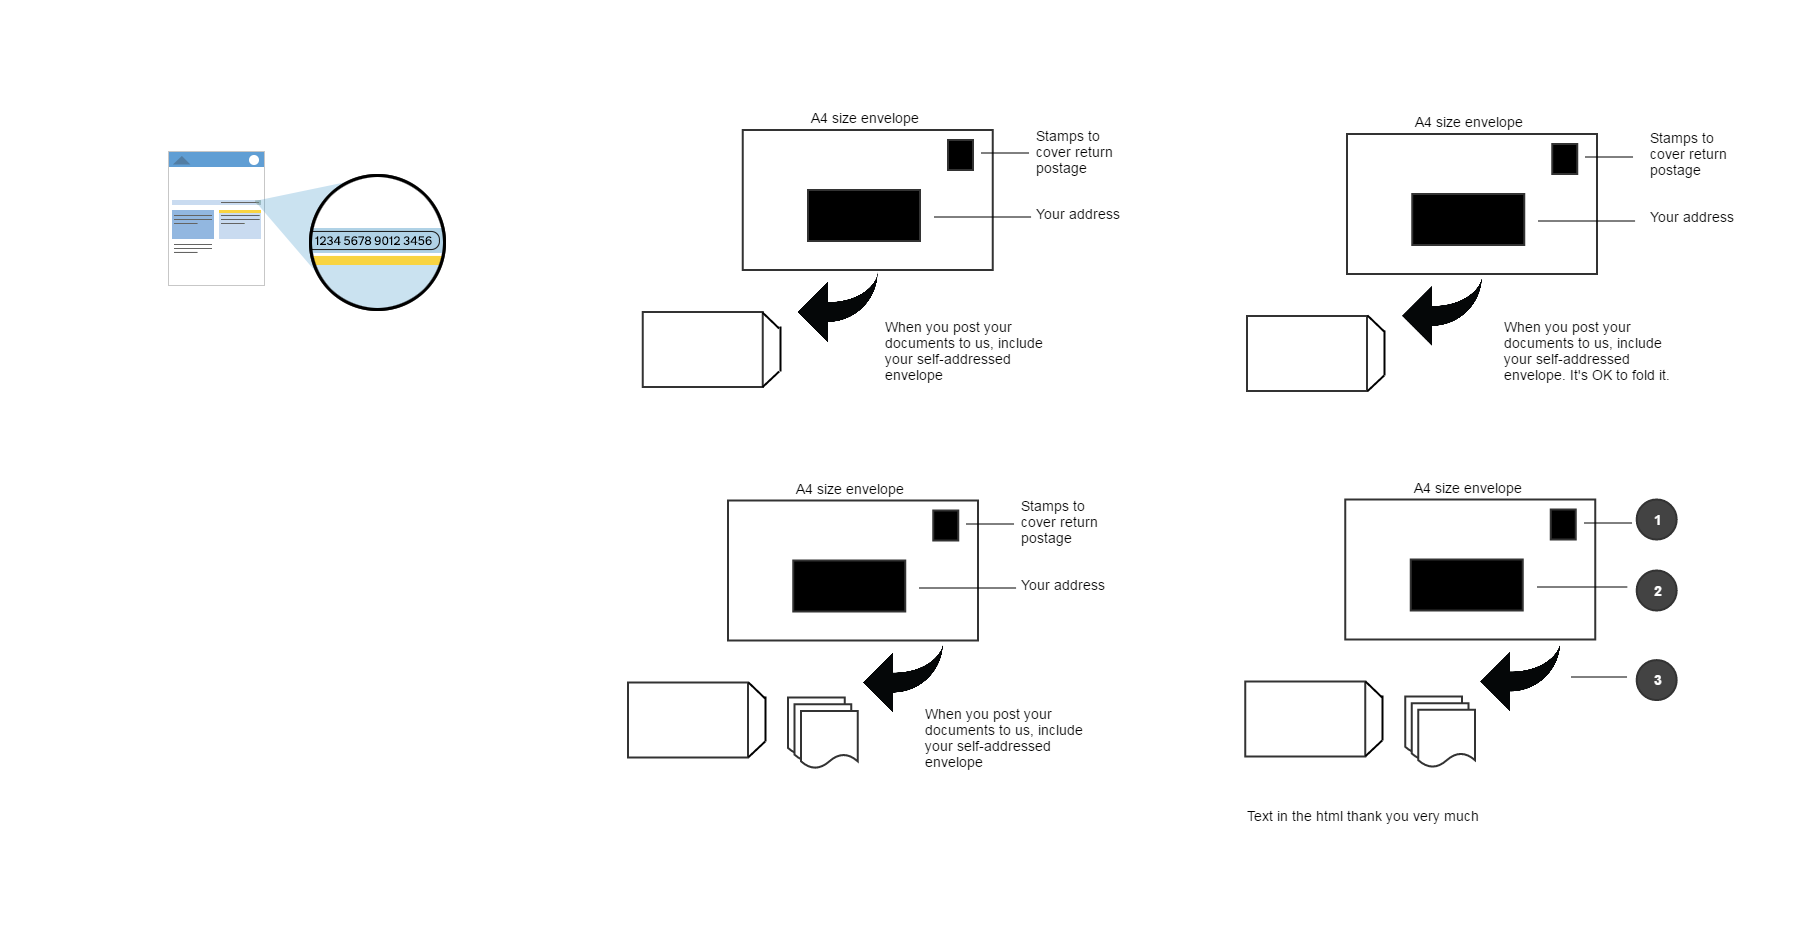 1234 5678 9012 3456
A4 size envelope
Stamps to
cover return
postage
Your address
When you post your
documents to us, include
your self-addressed
envelope
A4 size envelope
Stamps to
cover return
postage
Your address
When you post your
documents to us, include
your self-addressed
envelope. It's OK to fold it.
A4 size envelope
Stamps to
cover return
postage
Your address
When you post your
documents to us, include
your self-addressed
envelope
A4 size envelope
1
2
3
Text in the html thank you very much